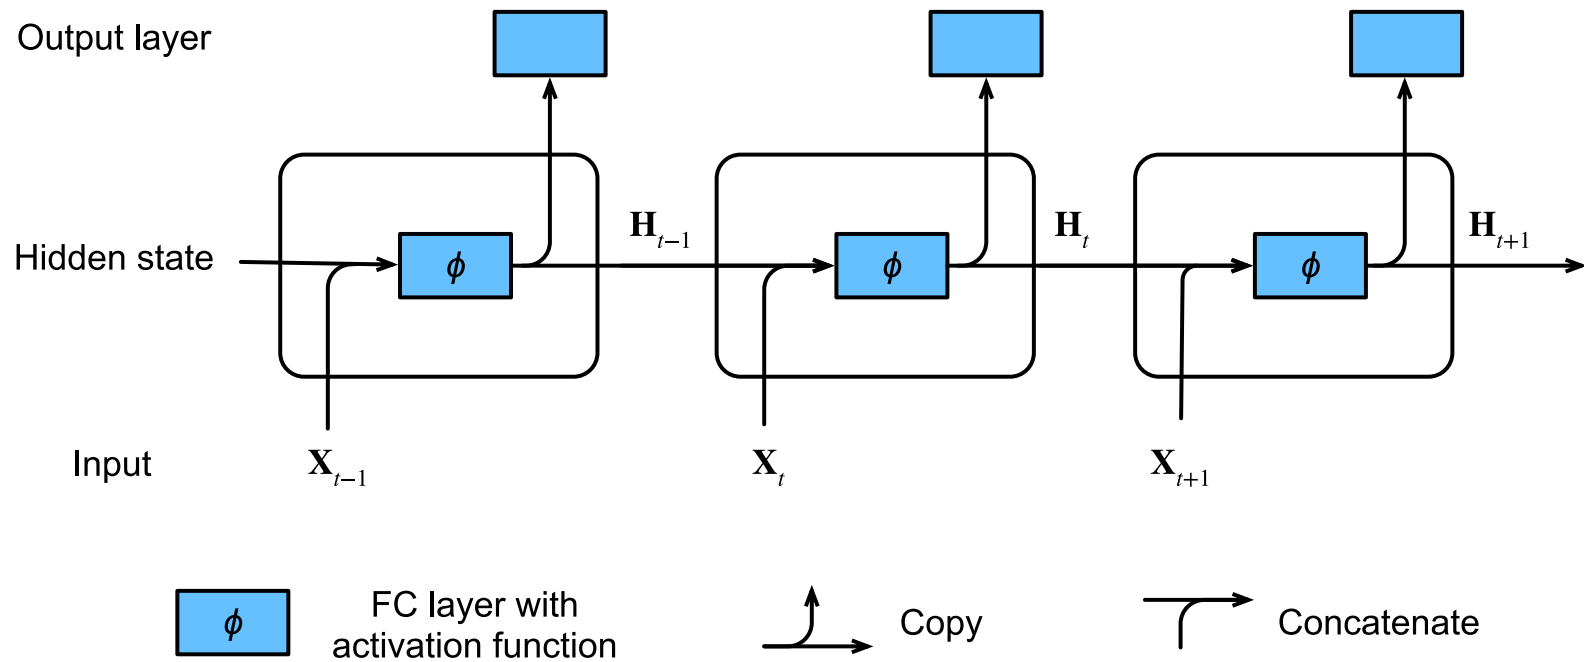 Output layer
H_{t−1}
H_t
H_{t+1}
Hidden state
ϕ
ϕ
ϕ
Input
X_{t−1}
X_t
X_{t+1}
ϕ
FC layer with
activation function
Copy
Concatenate